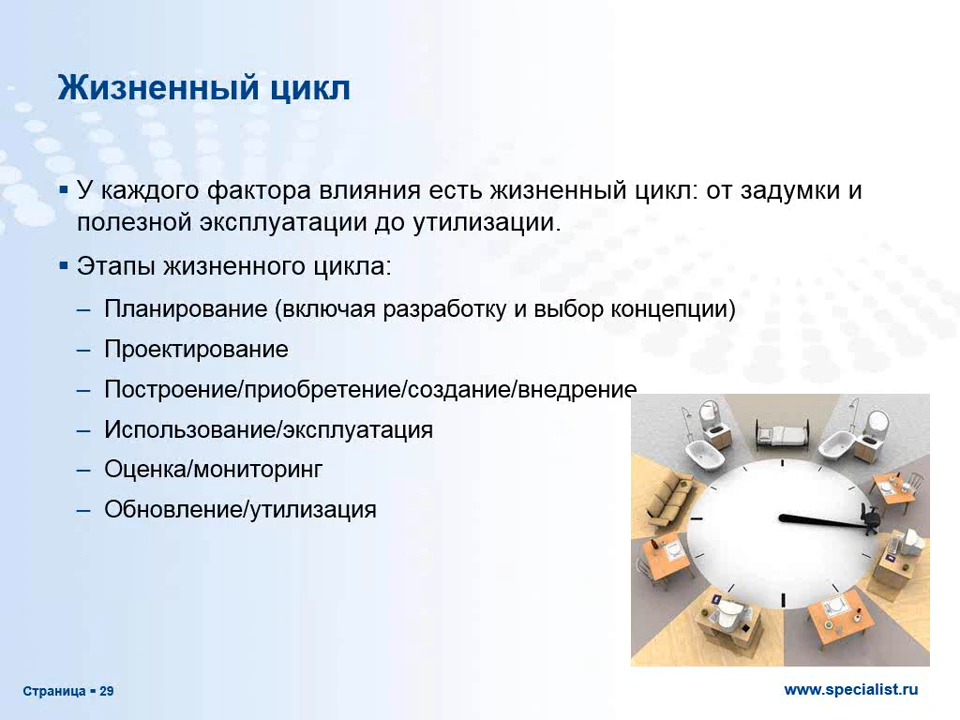 Жизненный цикл
▪ У каждого фактора влияния есть жизненный цикл: от задумки и
полезной эксплуатации до утилизации.
▪ Этапы жизненного цикла:
– Планирование (включая разработку и выбор концепции)
– Проектирование
– Построение/приобретение/создание/внедрение
– Использование/эксплуатация
– Оценка/мониторинг
– Обновление/утилизация
Страница ▪ 29
www.specialist.ru